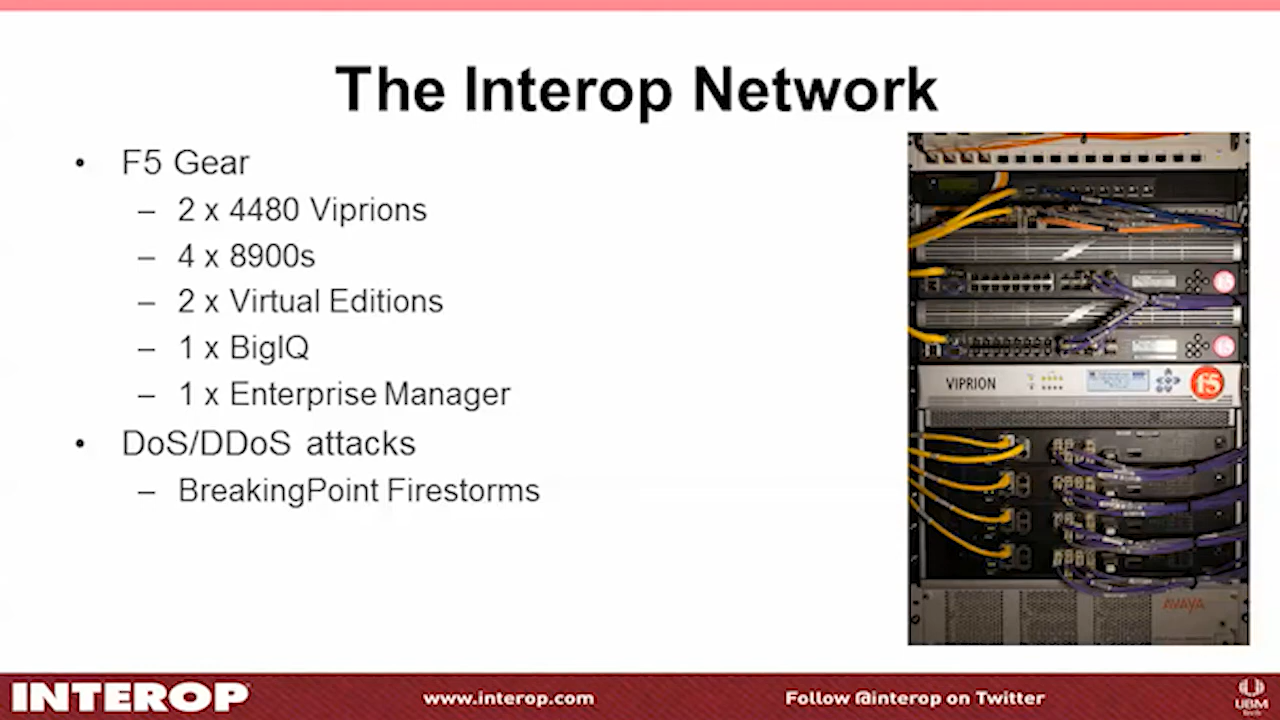 The Interop Network
• F5 Gear
– 2 x 4480 Viprions
– 4 x 8900s
– 2 x Virtual Editions
– 1 x BigIQ
– 1 x Enterprise Manager
• DoS/DDoS attacks
– BreakingPoint Firestorms
VIPRION
f5
AVAYA
INTEROP
www.interop.com
Follow @interop on Twitter
UBM